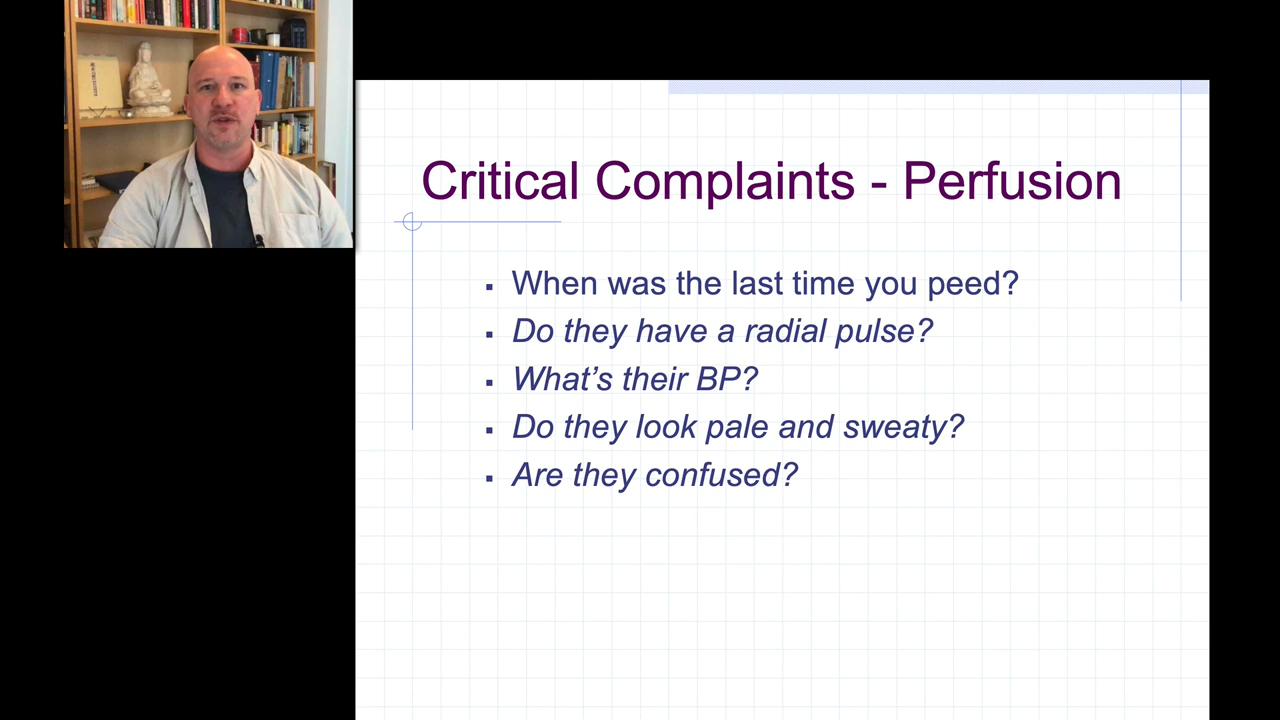 Critical Complaints - Perfusion
When was the last time you peed?
Do they have a radial pulse?
What’s their BP?
Do they look pale and sweaty?
Are they confused?